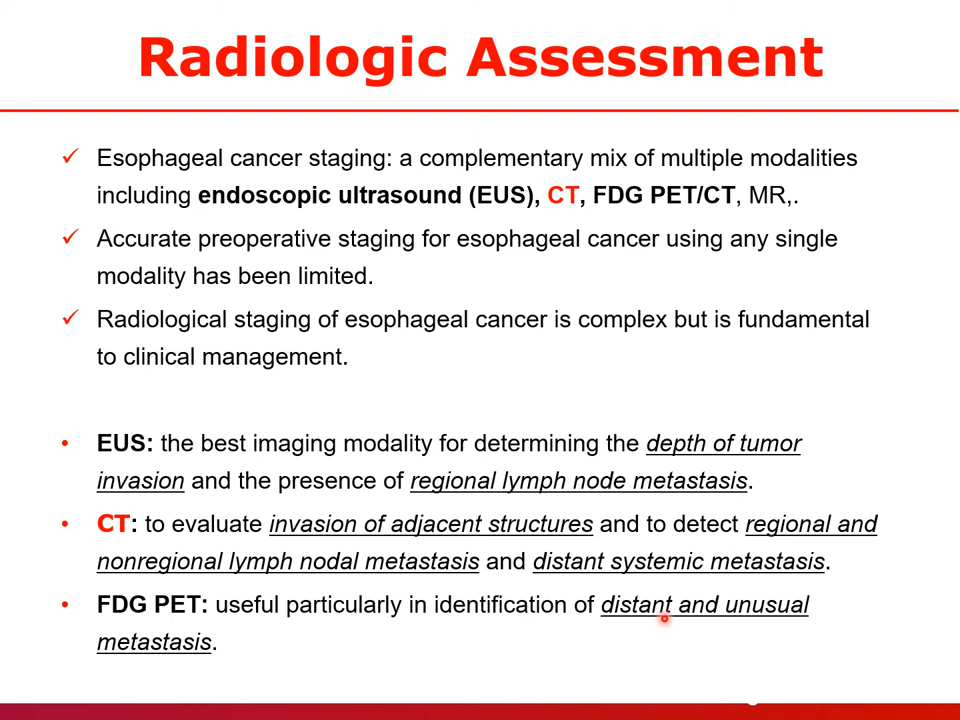 Radiologic Assessment
✓ Esophageal cancer staging: a complementary mix of multiple modalities
including endoscopic ultrasound (EUS), CT, FDG PET/CT, MR,.
✓ Accurate preoperative staging for esophageal cancer using any single
modality has been limited.
✓ Radiological staging of esophageal cancer is complex but is fundamental
to clinical management.
• EUS: the best imaging modality for determining the depth of tumor
invasion and the presence of regional lymph node metastasis.
• CT: to evaluate invasion of adjacent structures and to detect regional and
nonregional lymph nodal metastasis and distant systemic metastasis.
• FDG PET: useful particularly in identification of distant and unusual
metastasis.